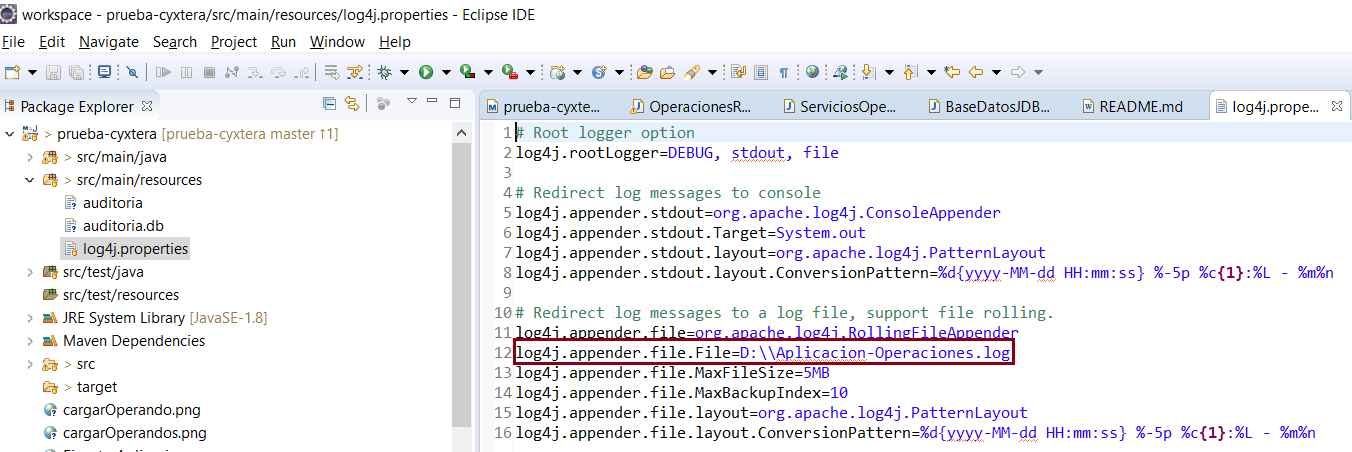 workspace - prueba-cyxtera/src/main/resources/log4j.properties - Eclipse IDE
File Edit Navigate Search Project Run Window Help
Package Explorer
prueba-cyxte... OperacionesR... ServiciosOpe... BaseDatosJDB... README.md log4j.prope...
> prueba-cyxtera [prueba-cyxtera master ↑1]
> src/main/java
> src/main/resources
auditoria
auditoria.db
log4j.properties
src/test/java
src/test/resources
JRE System Library [JavaSE-1.8]
Maven Dependencies
> src
> target
cargarOperando.png
cargarOperandos.png
1 # Root logger option
2 log4j.rootLogger=DEBUG, stdout, file
3
4 # Redirect log messages to console
5 log4j.appender.stdout=org.apache.log4j.ConsoleAppender
6 log4j.appender.stdout.Target=System.out
7 log4j.appender.stdout.layout=org.apache.log4j.PatternLayout
8 log4j.appender.stdout.layout.ConversionPattern=%d{yyyy-MM-dd HH:mm:ss} %-5p %c{1}:%L - %m%n
9
10 # Redirect log messages to a log file, support file rolling.
11 log4j.appender.file=org.apache.log4j.RollingFileAppender
12 log4j.appender.file.File=D:\\Aplicacion-Operaciones.log
13 log4j.appender.file.MaxFileSize=5MB
14 log4j.appender.file.MaxBackupIndex=10
15 log4j.appender.file.layout=org.apache.log4j.PatternLayout
16 log4j.appender.file.layout.ConversionPattern=%d{yyyy-MM-dd HH:mm:ss} %-5p %c{1}:%L - %m%n